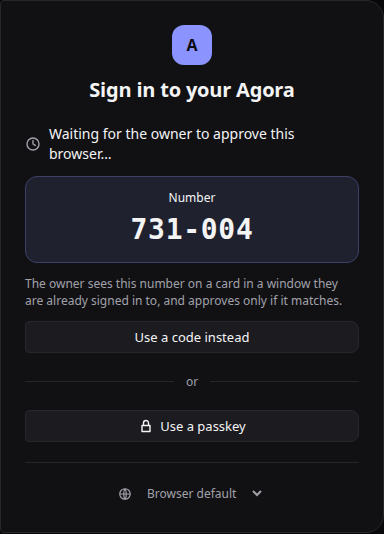 A
Sign in to your Agora
Waiting for the owner to approve this
browser...
Number
731-004
The owner sees this number on a card in a window they
are already signed in to, and approves only if it matches.
Use a code instead
or
Use a passkey
Browser default